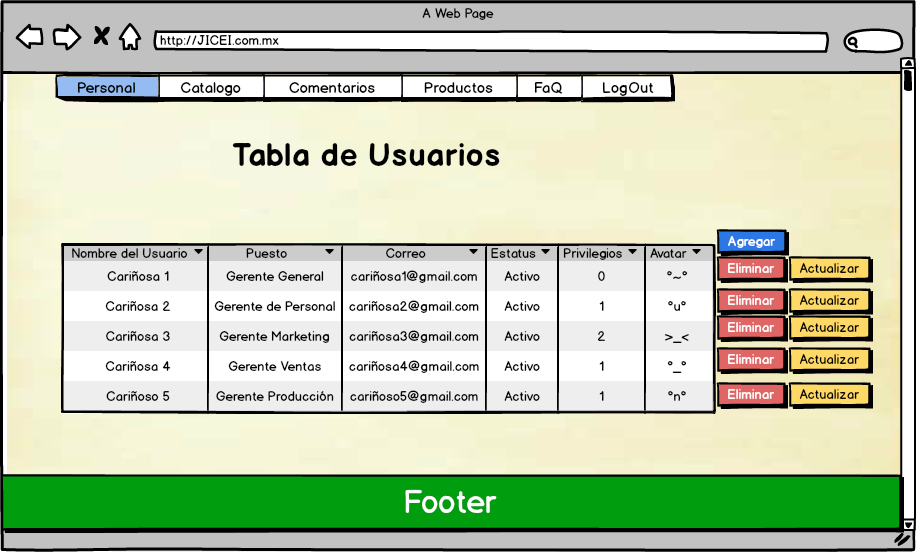 A Web Page
http://JICEI.com.mx
Personal Catalogo Comentarios Productos FaQ LogOut
Tabla de Usuarios
Agregar
Nombre del Usuario Puesto Correo Estatus Privilegios Avatar
Cariñosa 1 Gerente General cariñosa1@gmail.com Activo 0 °~° Eliminar Actualizar
Cariñosa 2 Gerente de Personal cariñosa2@gmail.com Activo 1 °u° Eliminar Actualizar
Cariñosa 3 Gerente Marketing cariñosa3@gmail.com Activo 2 >_< Eliminar Actualizar
Cariñosa 4 Gerente Ventas cariñosa4@gmail.com Activo 1 °_° Eliminar Actualizar
Cariñoso 5 Gerente Producción cariñoso5@gmail.com Activo 1 °n° Eliminar Actualizar
Footer